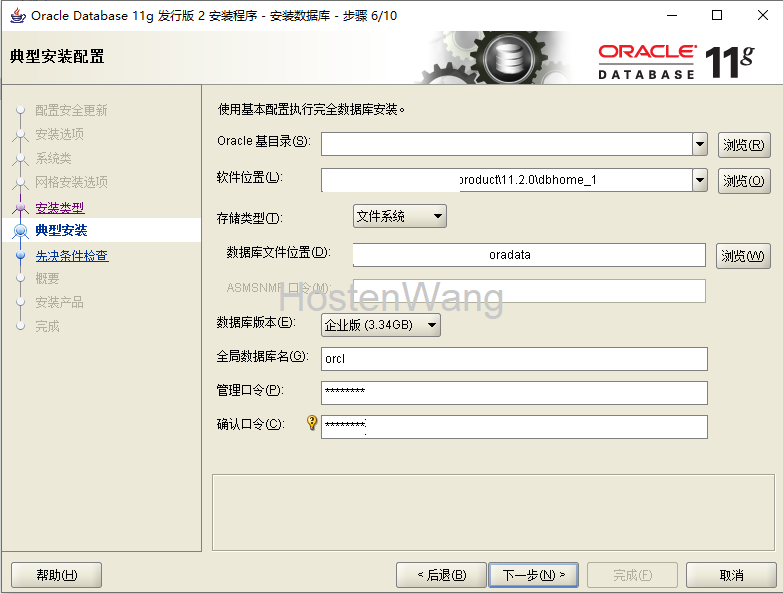 Oracle Database 11g 发行版 2 安装程序 - 安装数据库 - 步骤 6/10
典型安装配置
ORACLE
DATABASE 11g
配置安全更新
安装选项
系统类
网格安装选项
安装类型
典型安装
先决条件检查
概要
安装产品
完成
使用基本配置执行完全数据库安装。
Oracle 基目录(S):
浏览(R)
软件位置(L): product\11.2.0\dbhome_1
浏览(O)
存储类型(T): 文件系统
数据库文件位置(D): oradata
浏览(W)
ASMSNMP 口令(M):
HostenWang
数据库版本(E): 企业版 (3.34GB)
全局数据库名(G): orcl
管理口令(P): ********
确认口令(C): ********
帮助(H)
< 后退(B)
下一步(N) >
完成(F)
取消